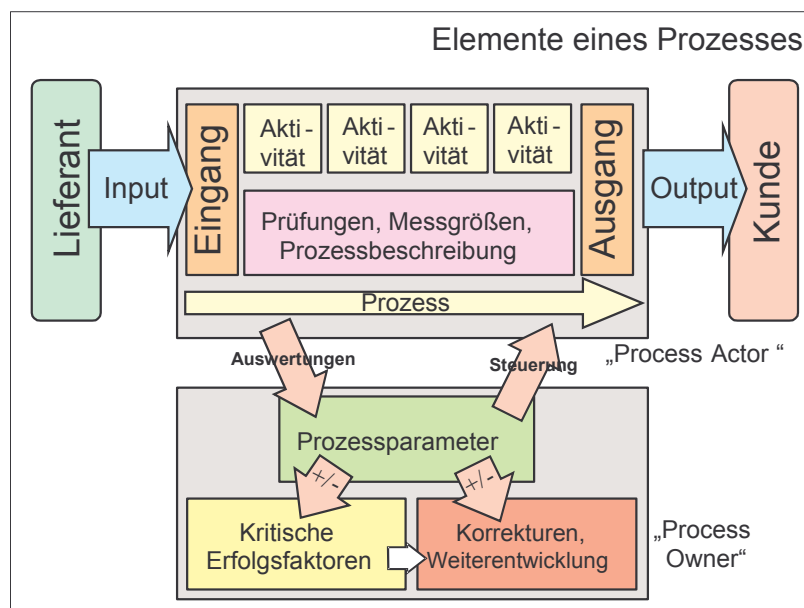 Elemente eines Prozesses
Lieferant
Input
Eingang
Akti-
vität
Akti-
vität
Akti-
vität
Akti-
vität
Prüfungen, Messgrößen,
Prozessbeschreibung
Ausgang
Output
Kunde
Prozess
Auswertungen
Steuerung
„Process Actor “
Prozessparameter
+/-
+/-
Kritische
Erfolgsfaktoren
Korrekturen,
Weiterentwicklung
„Process
Owner“